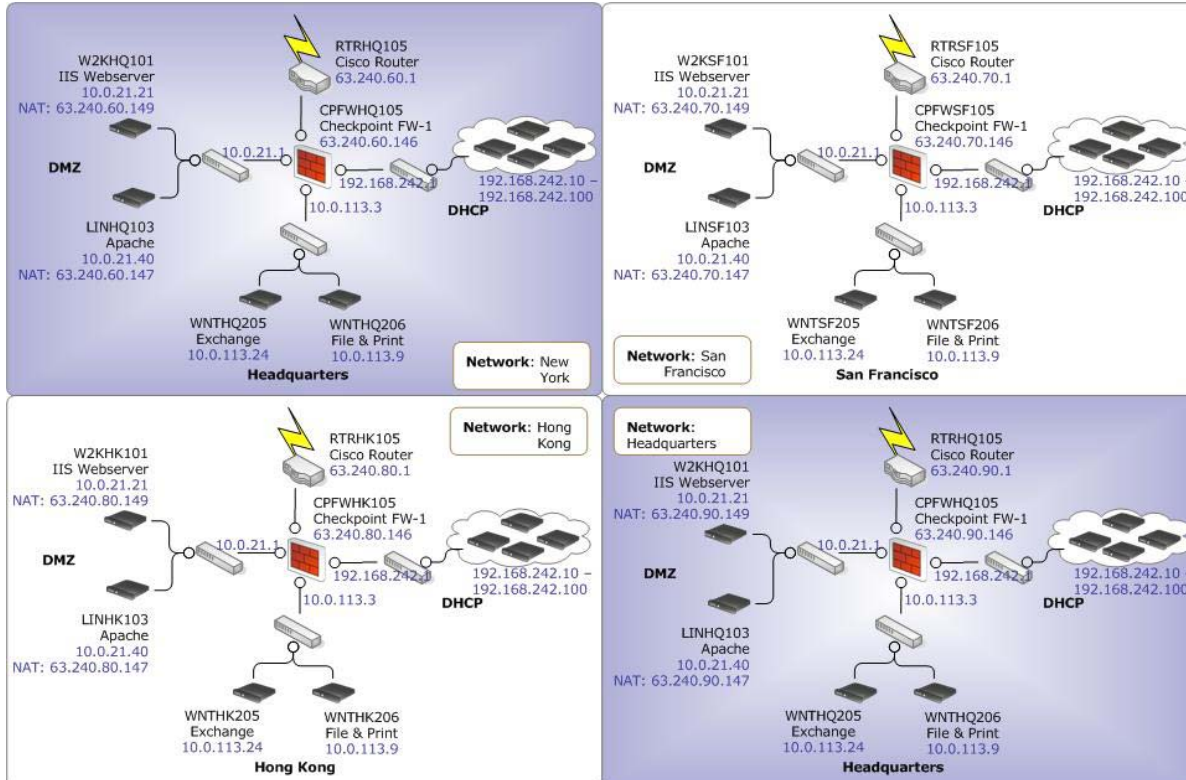 W2KHQ101
IIS Webserver
10.0.21.21
NAT: 63.240.60.149
RTRHQ105
Cisco Router
63.240.60.1
CPFWHQ105
Checkpoint FW-1
63.240.60.146
DMZ
10.0.21.1
192.168.242.1
192.168.242.10 –
192.168.242.100
DHCP
10.0.113.3
LINHQ103
Apache
10.0.21.40
NAT: 63.240.60.147
WNTHQ205
Exchange
10.0.113.24
WNTHQ206
File & Print
10.0.113.9
Headquarters
Network: New
York
W2KSF101
IIS Webserver
10.0.21.21
NAT: 63.240.70.149
RTRSF105
Cisco Router
63.240.70.1
CPFWSF105
Checkpoint FW-1
63.240.70.146
DMZ
10.0.21.1
192.168.242.1
192.168.242.10 –
192.168.242.100
DHCP
10.0.113.3
LINSF103
Apache
10.0.21.40
NAT: 63.240.70.147
WNTSF205
Exchange
10.0.113.24
WNTSF206
File & Print
10.0.113.9
Network: San
Francisco
San Francisco
Network: Hong
Kong
W2KHK101
IIS Webserver
10.0.21.21
NAT: 63.240.80.149
RTRHK105
Cisco Router
63.240.80.1
CPFWHK105
Checkpoint FW-1
63.240.80.146
DMZ
10.0.21.1
192.168.242.1
192.168.242.10 –
192.168.242.100
DHCP
10.0.113.3
LINHK103
Apache
10.0.21.40
NAT: 63.240.80.147
WNTHK205
Exchange
10.0.113.24
WNTHK206
File & Print
10.0.113.9
Hong Kong
Network:
Headquarters
W2KHQ101
IIS Webserver
10.0.21.21
NAT: 63.240.90.149
RTRHQ105
Cisco Router
63.240.90.1
CPFWHQ105
Checkpoint FW-1
63.240.90.146
DMZ
10.0.21.1
192.168.242.1
192.168.242.10 –
192.168.242.100
DHCP
10.0.113.3
LINHQ103
Apache
10.0.21.40
NAT: 63.240.90.147
WNTHQ205
Exchange
10.0.113.24
WNTHQ206
File & Print
10.0.113.9
Headquarters